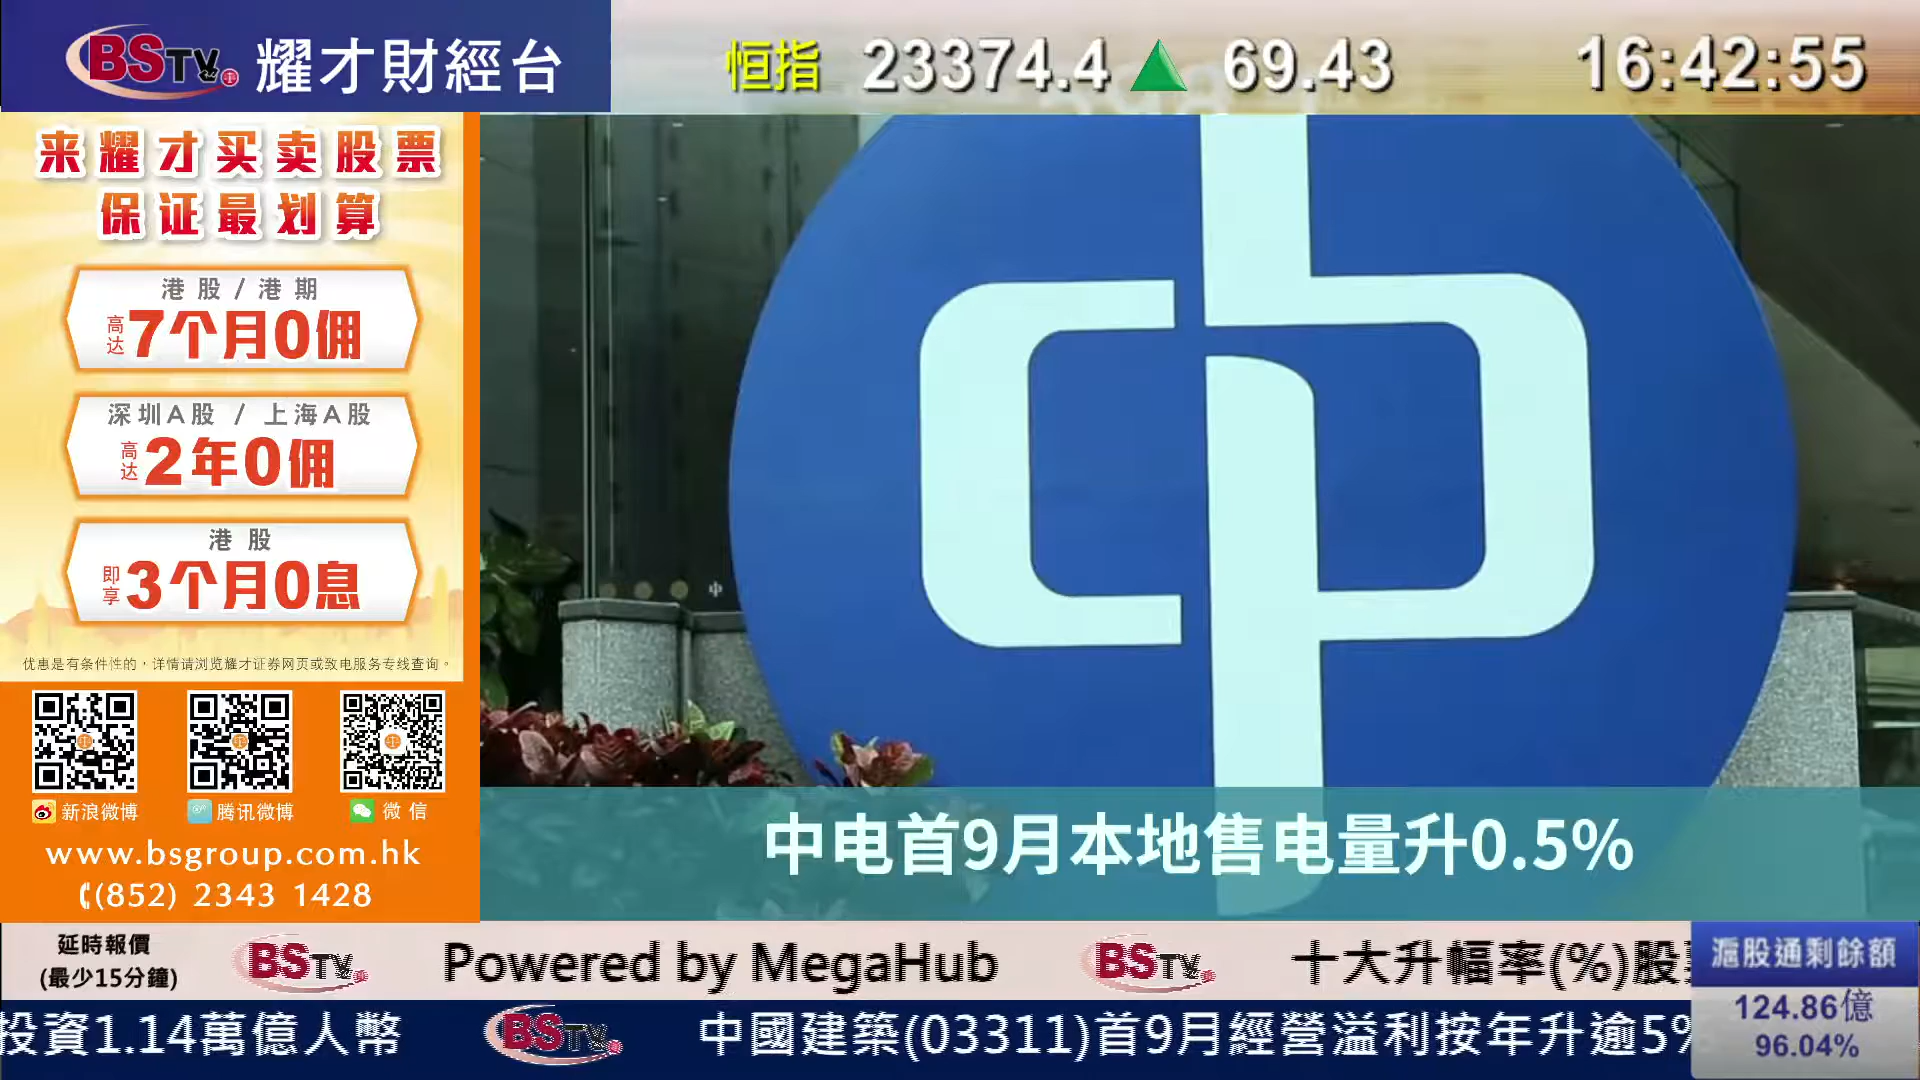 BSTV 耀才財經台
恒指 23374.4 69.43 16:42:55
来耀才买卖股票
保证最划算
港股/港期
高达7个月0佣
深圳A股 / 上海A股
高达2年0佣
港股
即享3个月0息
优惠是有条件性的，详情请浏览耀才证券网页或致电服务专线查询。
新浪微博 腾讯微博 微信
www.bsgroup.com.hk
(852) 2343 1428
中电首9月本地售电量升0.5%
延時報價
(最少15分鐘)
BSTV Powered by MegaHub BSTV 十大升幅率(%)股
滬股通剩餘額
124.86億
96.04%
投資1.14萬億人幣 BSTV 中國建築(03311)首9月經營溢利按年升逾5%